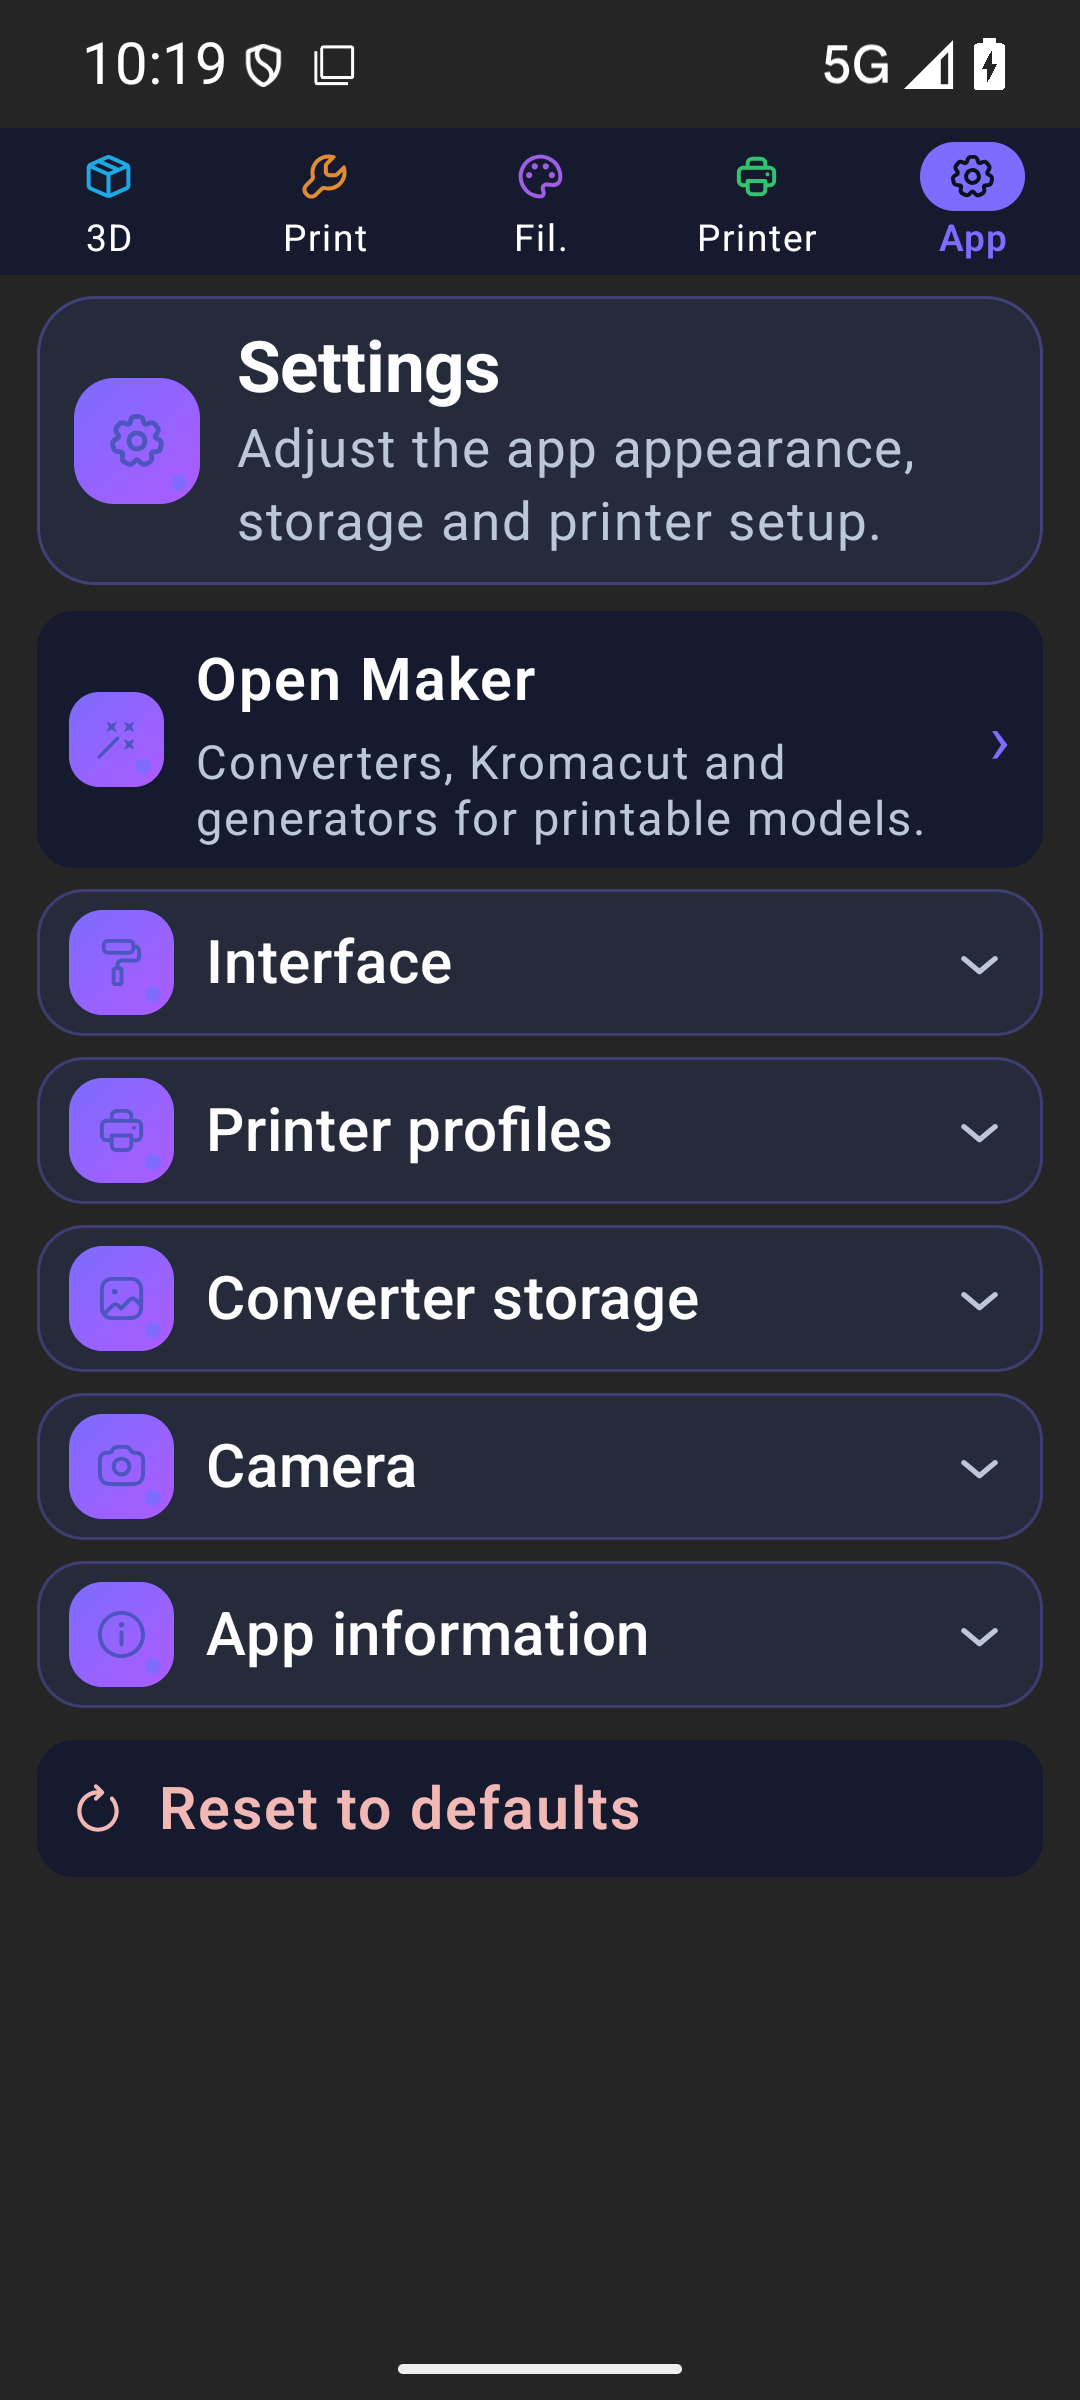 10:19
5G
3D
Print
Fil.
Printer
App
Settings
Adjust the app appearance,
storage and printer setup.
Open Maker
Converters, Kromacut and
generators for printable models.
Interface
Printer profiles
Converter storage
Camera
App information
Reset to defaults